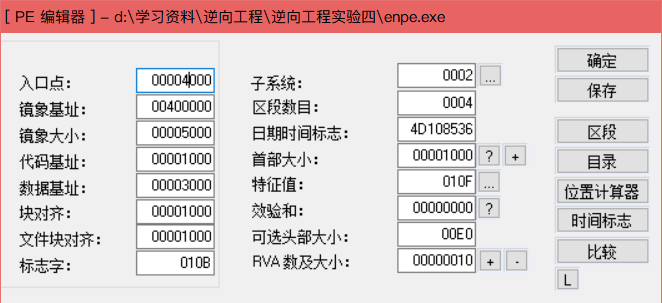 [ PE 编辑器 ] - d:\学习资料\逆向工程\逆向工程实验四\enpe.exe
入口点： 00004000 子系统： 0002 ... 确定
镜象基址： 00400000 区段数目： 0004 保存
镜象大小： 00005000 日期时间标志： 4D108536
代码基址： 00001000 首部大小： 00001000 ? + 区段
数据基址： 00003000 特征值： 010F ... 目录
块对齐： 00001000 效验和： 00000000 ? 位置计算器
文件块对齐： 00001000 可选头部大小： 00E0 时间标志
标志字： 010B RVA 数及大小： 00000010 + - 比较
L